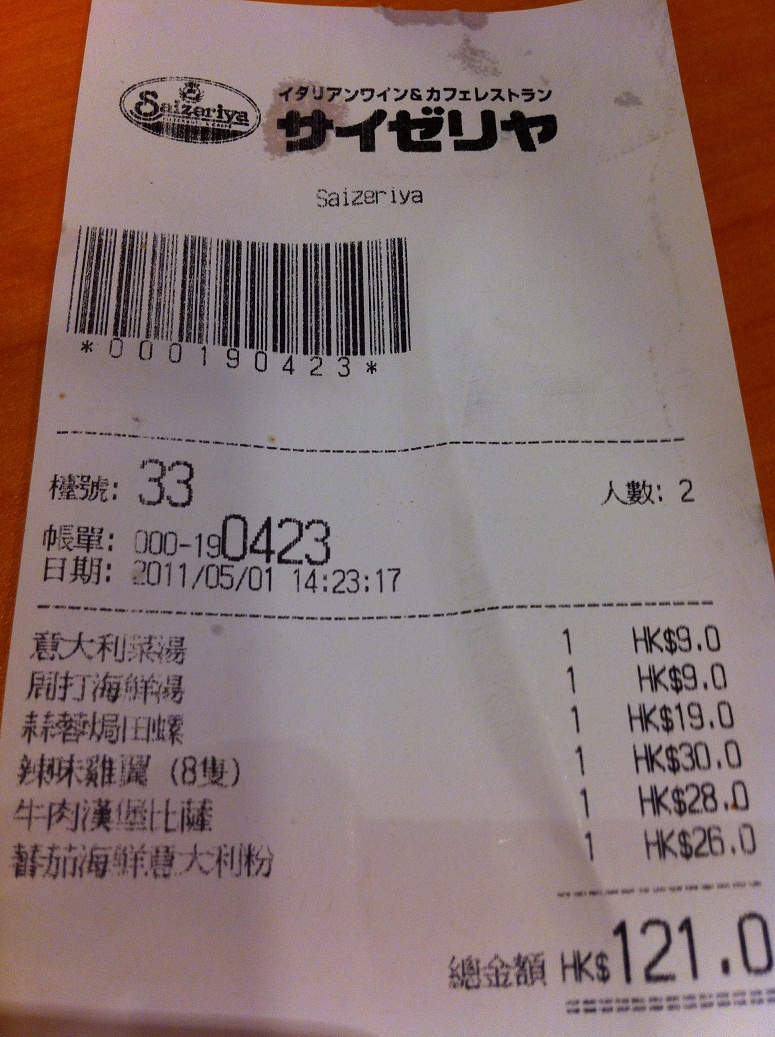 Saizeriya
イタリアンワイン&カフェレストラン
サイゼリヤ
Saizeriya
*000190423*
檯號: 33 人數: 2
帳單: 000-190423
日期: 2011/05/01 14:23:17
意大利菜湯 1 HK$9.0
周打海鮮湯 1 HK$9.0
蒜蓉焗田螺 1 HK$19.0
辣味雞翼 (8隻) 1 HK$30.0
牛肉漢堡比薩 1 HK$28.0
蕃茄海鮮意大利粉 1 HK$26.0
總金額 HK$121.0